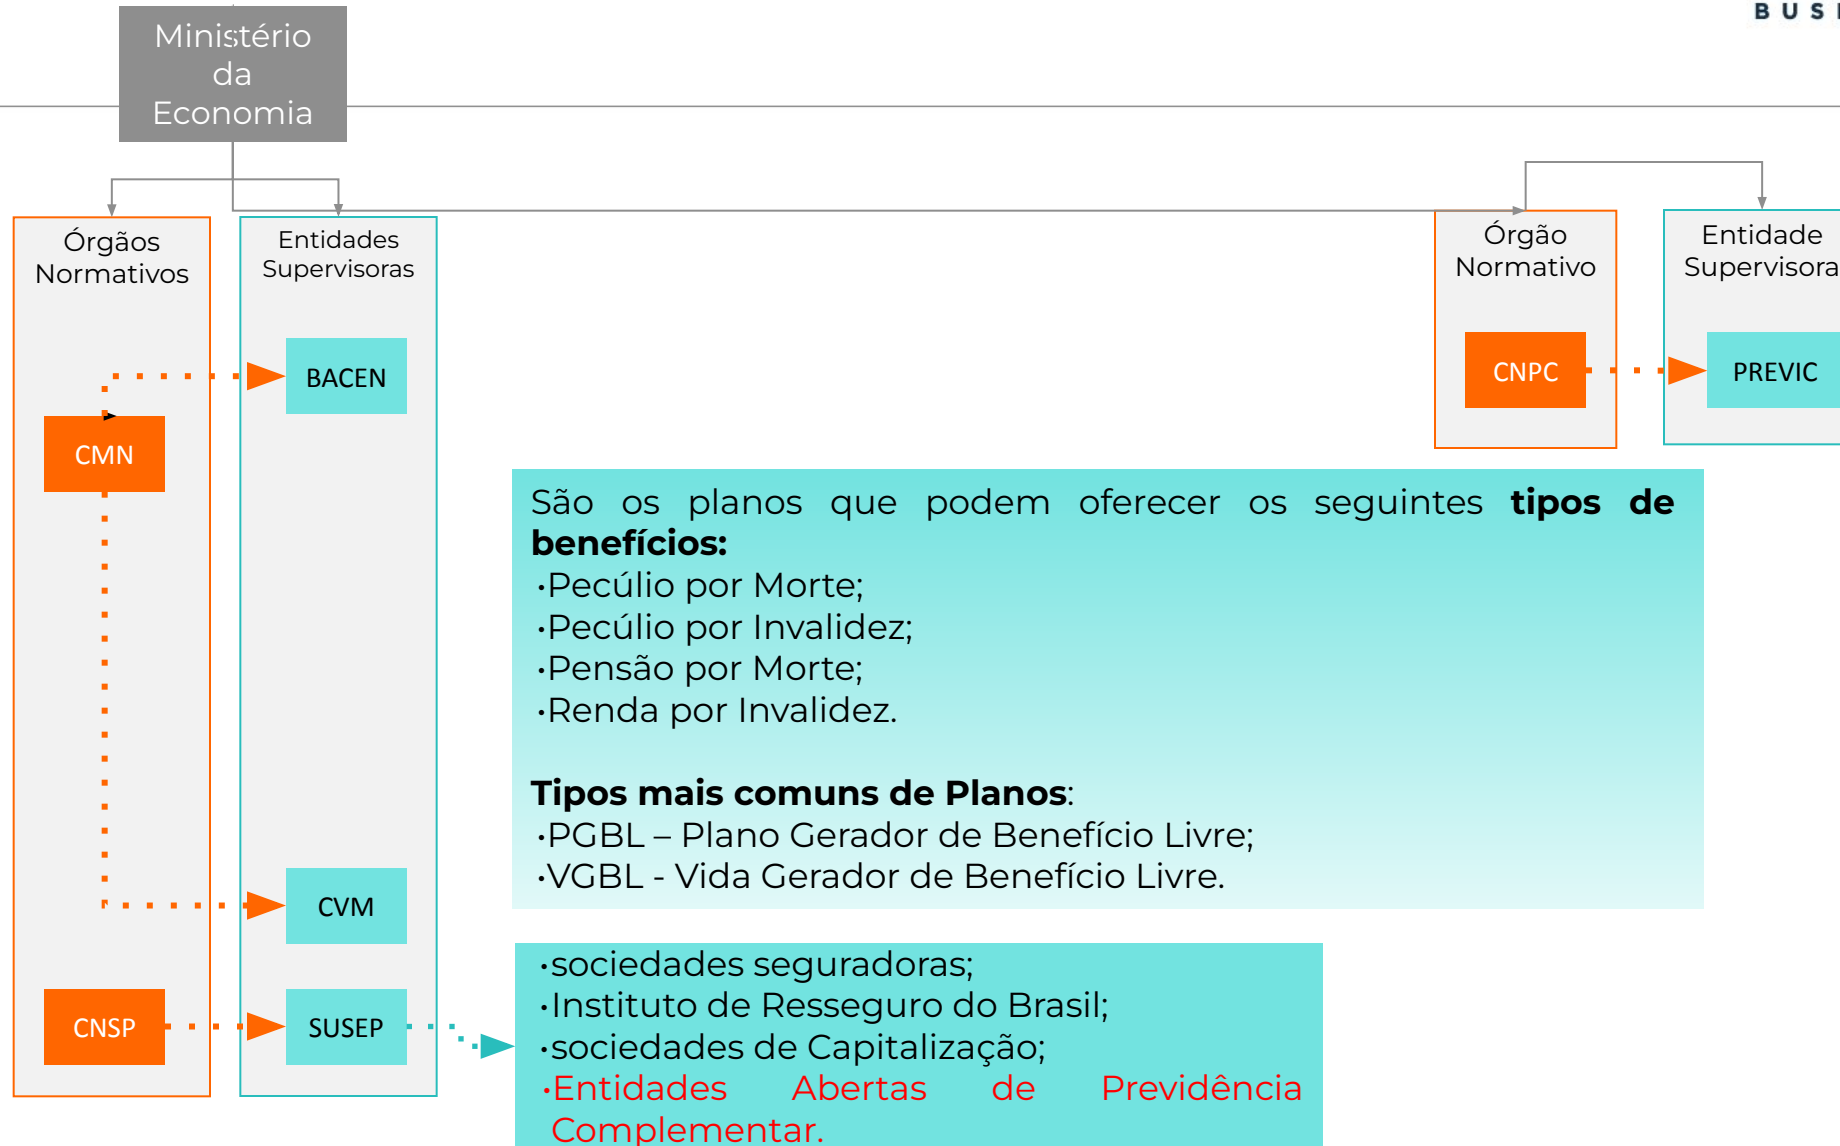 BUS
Ministério
da
Economia
Órgãos
Normativos
Entidades
Supervisoras
Órgão
Normativo
Entidade
Supervisora
BACEN
CNPC
PREVIC
CMN
São os planos que podem oferecer os seguintes tipos de
benefícios:
•Pecúlio por Morte;
•Pecúlio por Invalidez;
•Pensão por Morte;
•Renda por Invalidez.
Tipos mais comuns de Planos:
•PGBL – Plano Gerador de Benefício Livre;
•VGBL - Vida Gerador de Benefício Livre.
CVM
CNSP
SUSEP
•sociedades seguradoras;
•Instituto de Resseguro do Brasil;
•sociedades de Capitalização;
•Entidades Abertas de Previdência
Complementar.